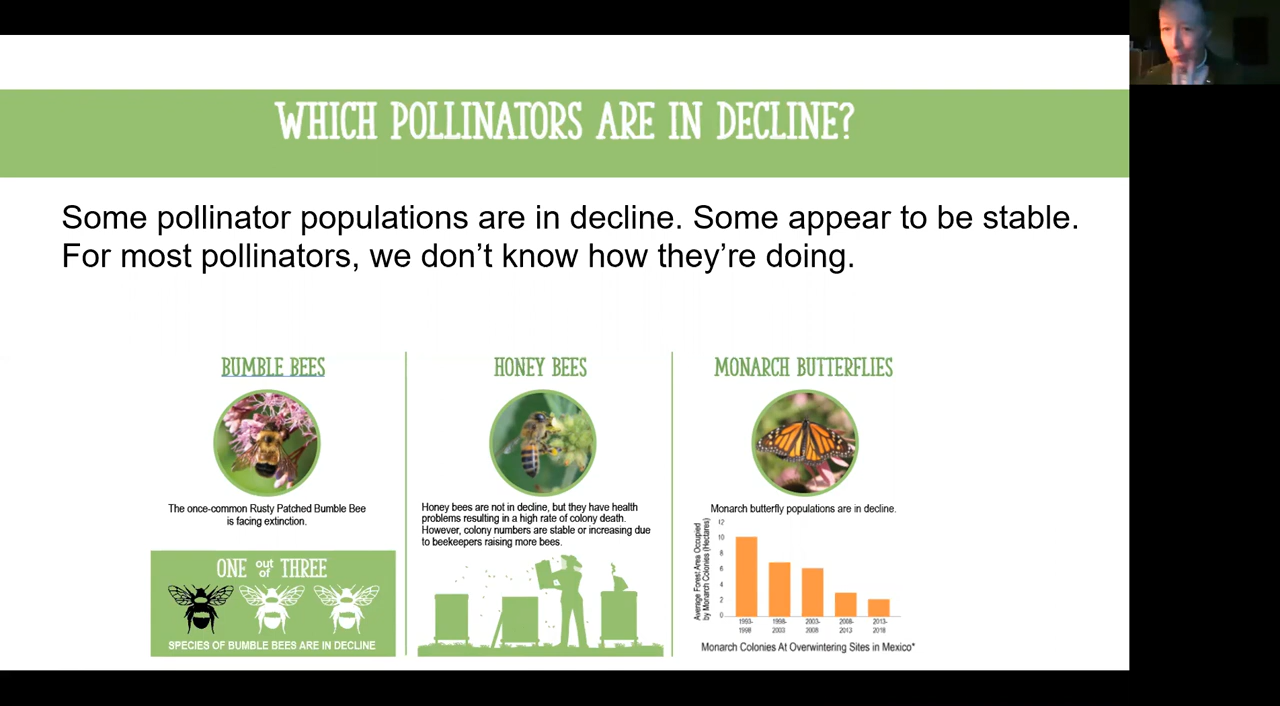 WHICH POLLINATORS ARE IN DECLINE?
Some pollinator populations are in decline. Some appear to be stable.
For most pollinators, we don't know how they're doing.
BUMBLE BEES
The once-common Rusty Patched Bumble Bee
is facing extinction.
ONE out of THREE
SPECIES OF BUMBLE BEES ARE IN DECLINE
HONEY BEES
Honey bees are not in decline, but they have health
problems resulting in a high rate of colony death.
However, colony numbers are stable or increasing due
to beekeepers raising more bees.
MONARCH BUTTERFLIES
Monarch butterfly populations are in decline.
Average Forest Area Occupied
by Monarch Colonies (Hectares)
12
10
8
6
4
2
0
1993-
1998
1998-
2003
2003-
2008
2008-
2013
2013-
2018
Monarch Colonies At Overwintering Sites in Mexico*